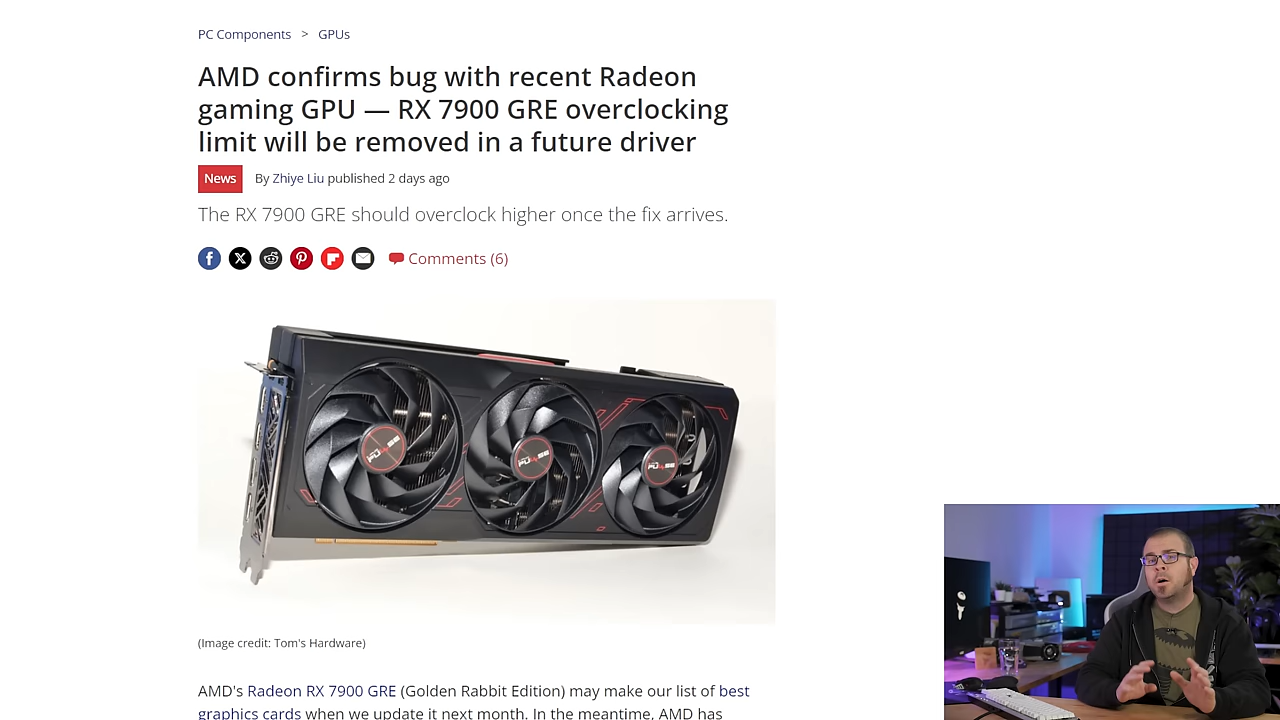 PC Components > GPUs
AMD confirms bug with recent Radeon
gaming GPU — RX 7900 GRE overclocking
limit will be removed in a future driver
News By Zhiye Liu published 2 days ago
The RX 7900 GRE should overclock higher once the fix arrives.
Comments (6)
PULSE
PULSE
PULSE
(Image credit: Tom's Hardware)
AMD's Radeon RX 7900 GRE (Golden Rabbit Edition) may make our list of best
graphics cards when we update it next month. In the meantime, AMD has